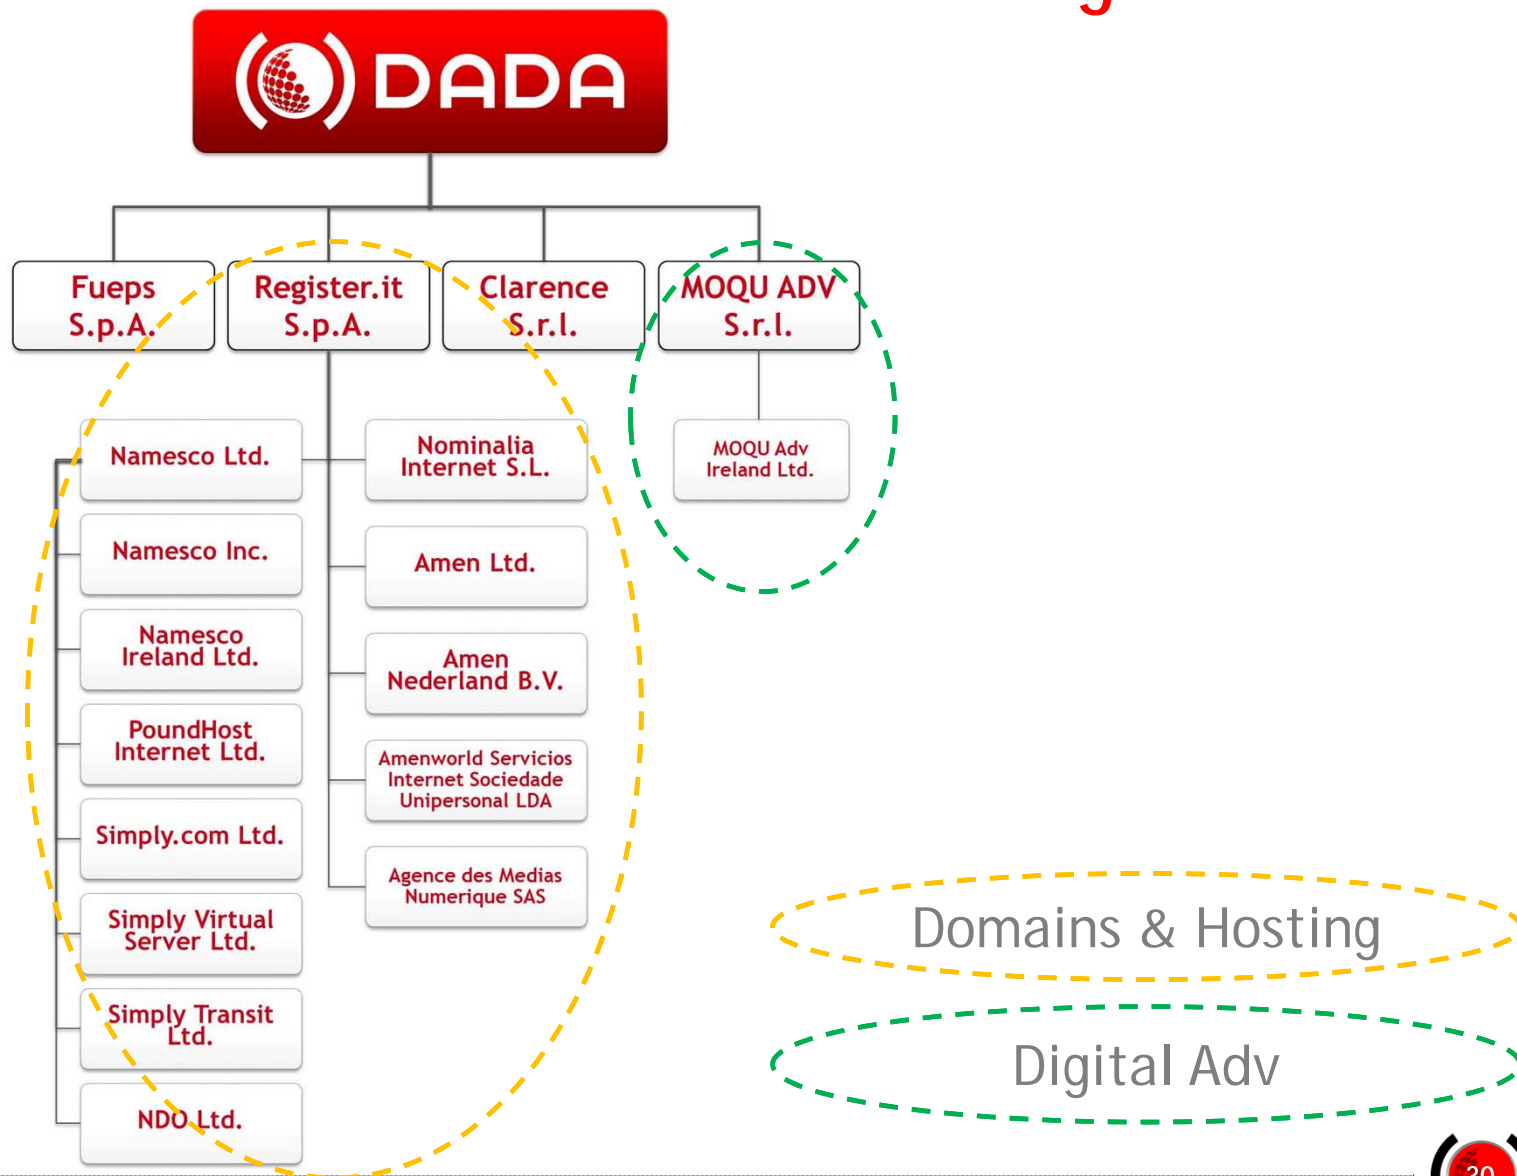 DADA
Fueps
S.p.A.
Register.it
S.p.A.
Clarence
S.r.l.
MOQU ADV
S.r.l.
Namesco Ltd.
Namesco Inc.
Namesco
Ireland Ltd.
PoundHost
Internet Ltd.
Simply.com Ltd.
Simply Virtual
Server Ltd.
Simply Transit
Ltd.
NDO Ltd.
Nominalia
Internet S.L.
Amen Ltd.
Amen
Nederland B.V.
Amenworld Servicios
Internet Sociedade
Unipersonal LDA
Agence des Medias
Numerique SAS
MOQU Adv
Ireland Ltd.
Domains & Hosting
Digital Adv
20